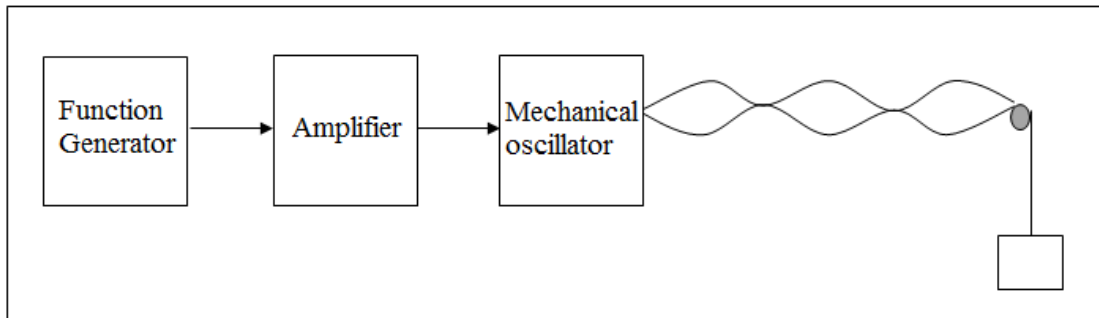 Function
Generator
Amplifier
Mechanical
oscillator